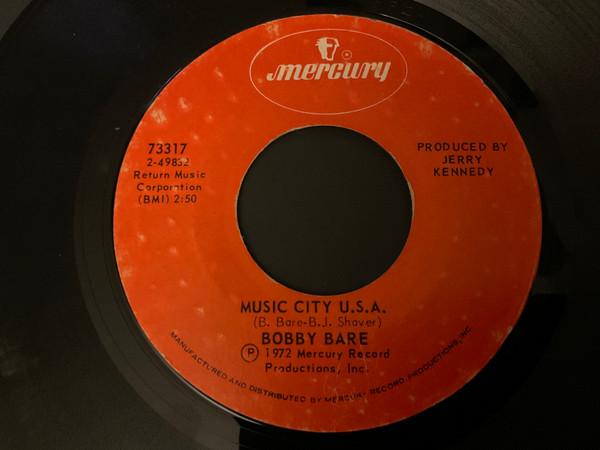 mercury
73317
2-49832
Return Music
Corporation
(BMI) 2:50
PRODUCED BY
JERRY
KENNEDY
MUSIC CITY U.S.A.
(B. Bare-B.J. Shaver)
BOBBY BARE
Ⓟ 1972 Mercury Record
Productions, Inc.
MANUFACTURED AND DISTRIBUTED BY MERCURY RECORD PRODUCTIONS, INC.